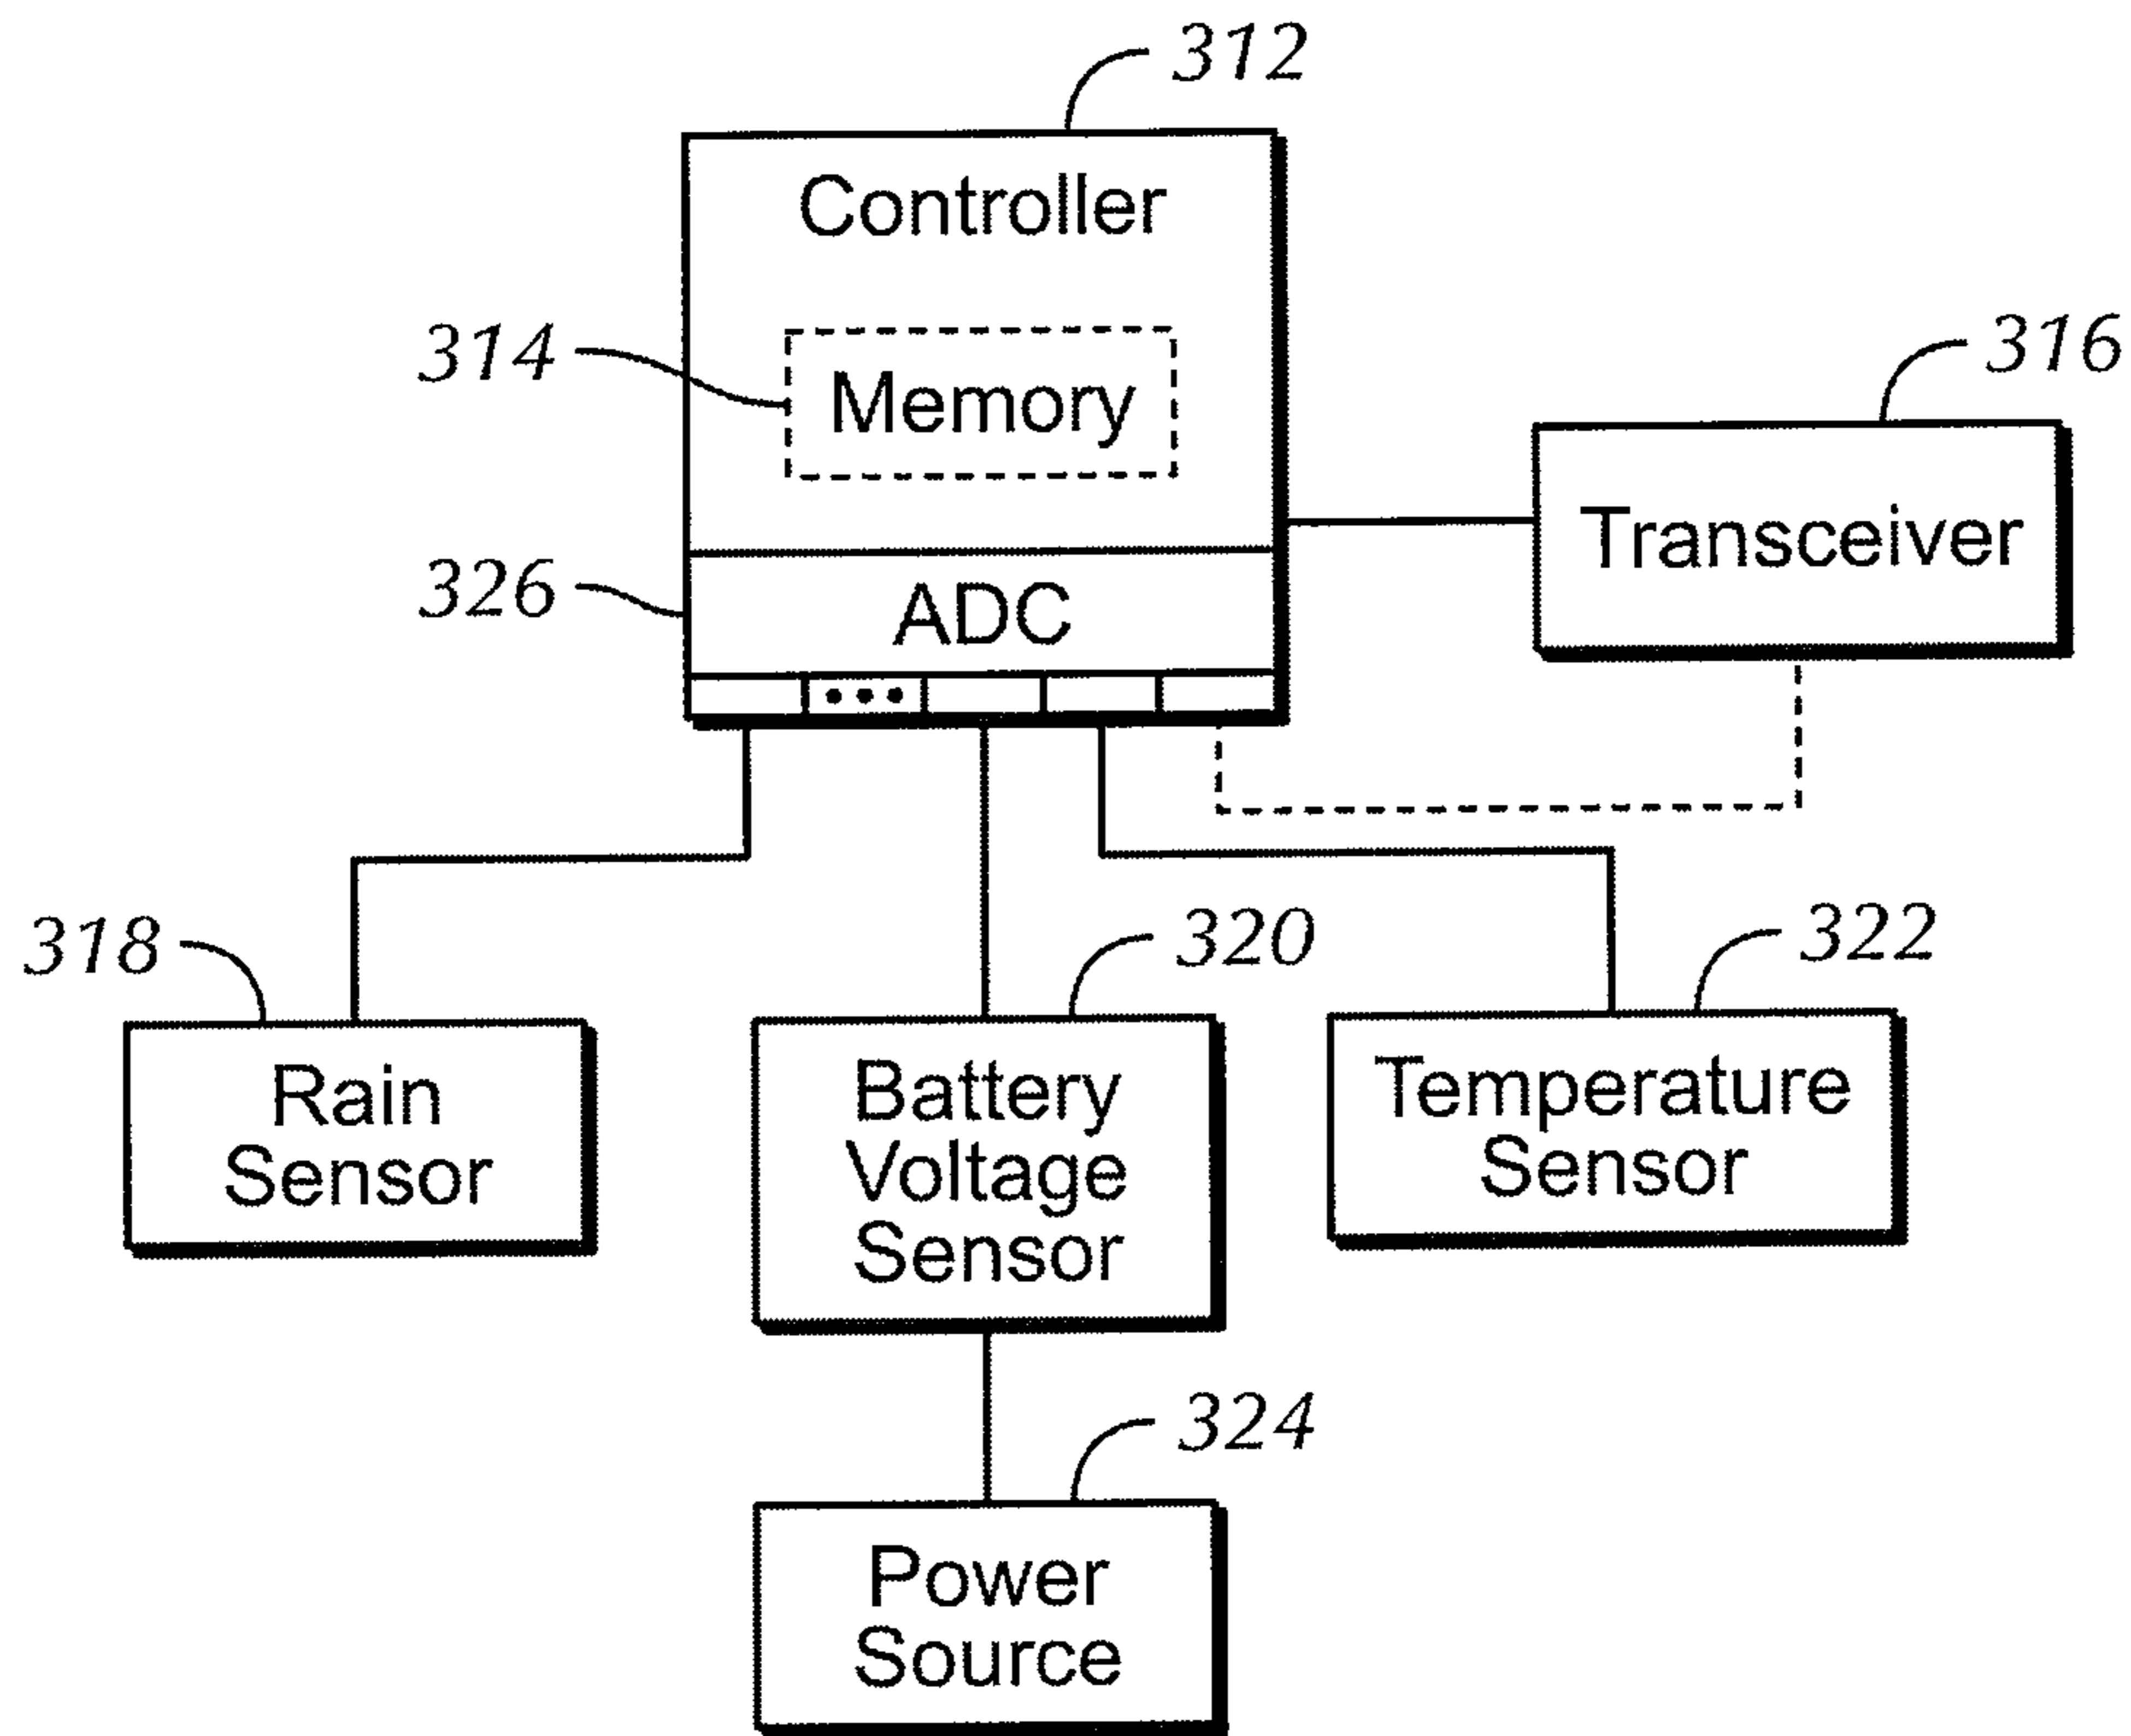 312
Controller
314
Memory
316
Transceiver
326
ADC
318
Rain
Sensor
320
Battery
Voltage
Sensor
322
Temperature
Sensor
324
Power
Source